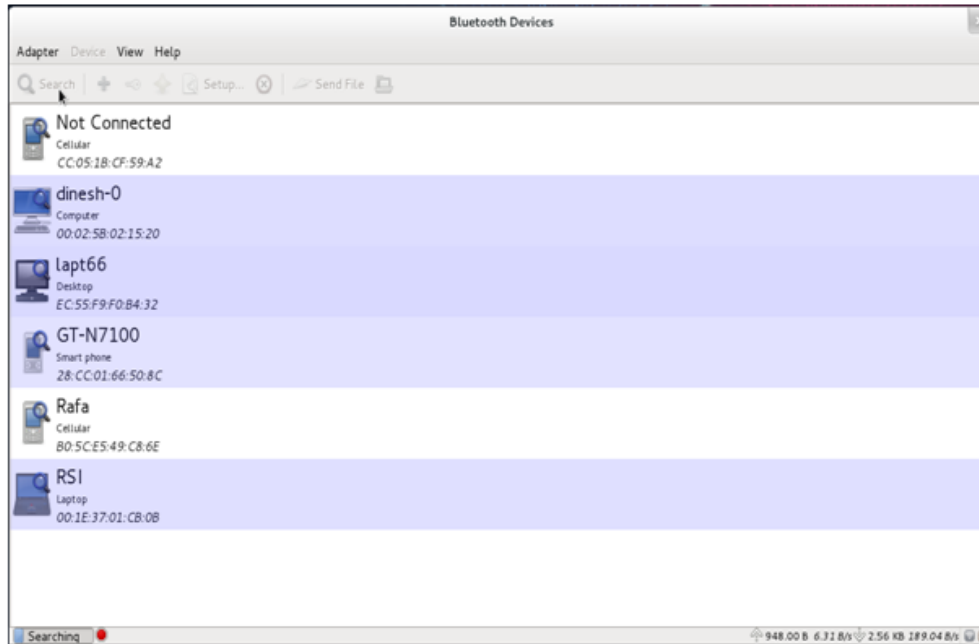 Bluetooth Devices
Adapter Device View Help
Search Setup... Send File
Not Connected
Cellular
CC:05:1B:CF:59:A2
dinesh-0
Computer
00:02:5B:02:15:20
lapt66
Desktop
EC:55:F9:F0:B4:32
GT-N7100
Smart phone
28:CC:01:66:50:8C
Rafa
Cellular
B0:5C:E5:49:C8:6E
RSI
Laptop
00:1E:37:01:CB:0B
Searching 948.00 B 6.31 B/s 2.56 KB 189.04 B/s